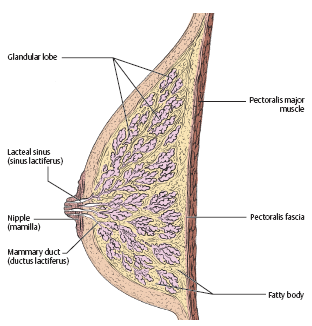 Glandular lobe
Pectoralis major
muscle
Lacteal sinus
(sinus lactiferus)
Nipple
(mamilla)
Pectoralis fascia
Mammary duct
(ductus lactiferus)
Fatty body